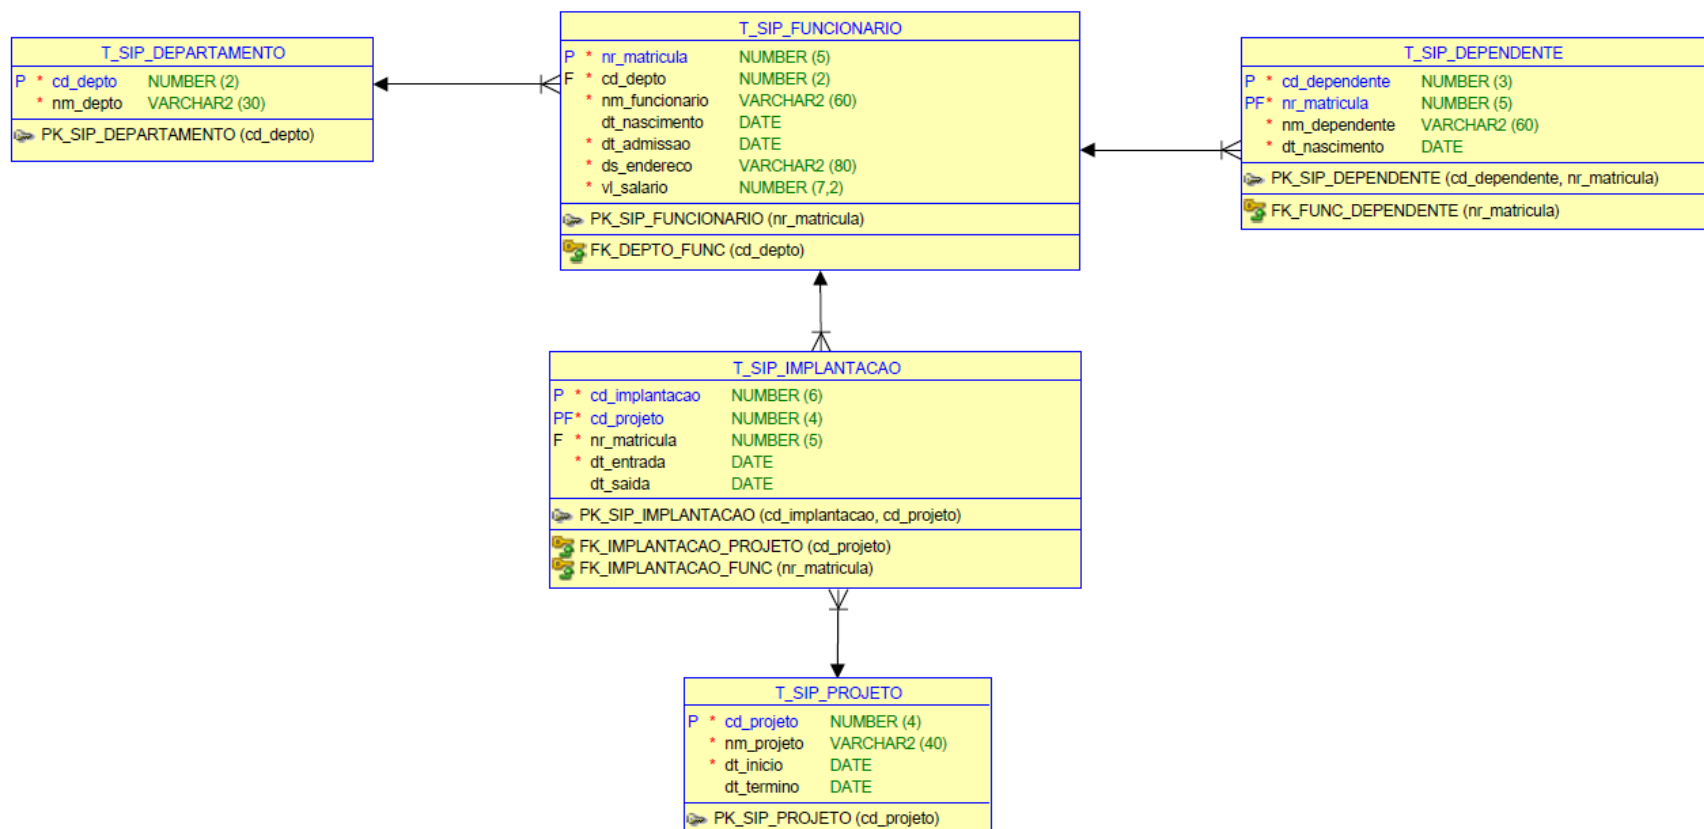 T_SIP_DEPARTAMENTO
P * cd_depto NUMBER (2)
* nm_depto VARCHAR2 (30)
PK_SIP_DEPARTAMENTO (cd_depto)
T_SIP_FUNCIONARIO
P * nr_matricula NUMBER (5)
F * cd_depto NUMBER (2)
* nm_funcionario VARCHAR2 (60)
dt_nascimento DATE
* dt_admissao DATE
* ds_endereco VARCHAR2 (80)
* vl_salario NUMBER (7,2)
PK_SIP_FUNCIONARIO (nr_matricula)
FK_DEPTO_FUNC (cd_depto)
T_SIP_DEPENDENTE
P * cd_dependente NUMBER (3)
PF* nr_matricula NUMBER (5)
* nm_dependente VARCHAR2 (60)
* dt_nascimento DATE
PK_SIP_DEPENDENTE (cd_dependente, nr_matricula)
FK_FUNC_DEPENDENTE (nr_matricula)
T_SIP_IMPLANTACAO
P * cd_implantacao NUMBER (6)
PF* cd_projeto NUMBER (4)
F * nr_matricula NUMBER (5)
* dt_entrada DATE
dt_saida DATE
PK_SIP_IMPLANTACAO (cd_implantacao, cd_projeto)
FK_IMPLANTACAO_PROJETO (cd_projeto)
FK_IMPLANTACAO_FUNC (nr_matricula)
T_SIP_PROJETO
P * cd_projeto NUMBER (4)
* nm_projeto VARCHAR2 (40)
* dt_inicio DATE
dt_termino DATE
PK_SIP_PROJETO (cd_projeto)